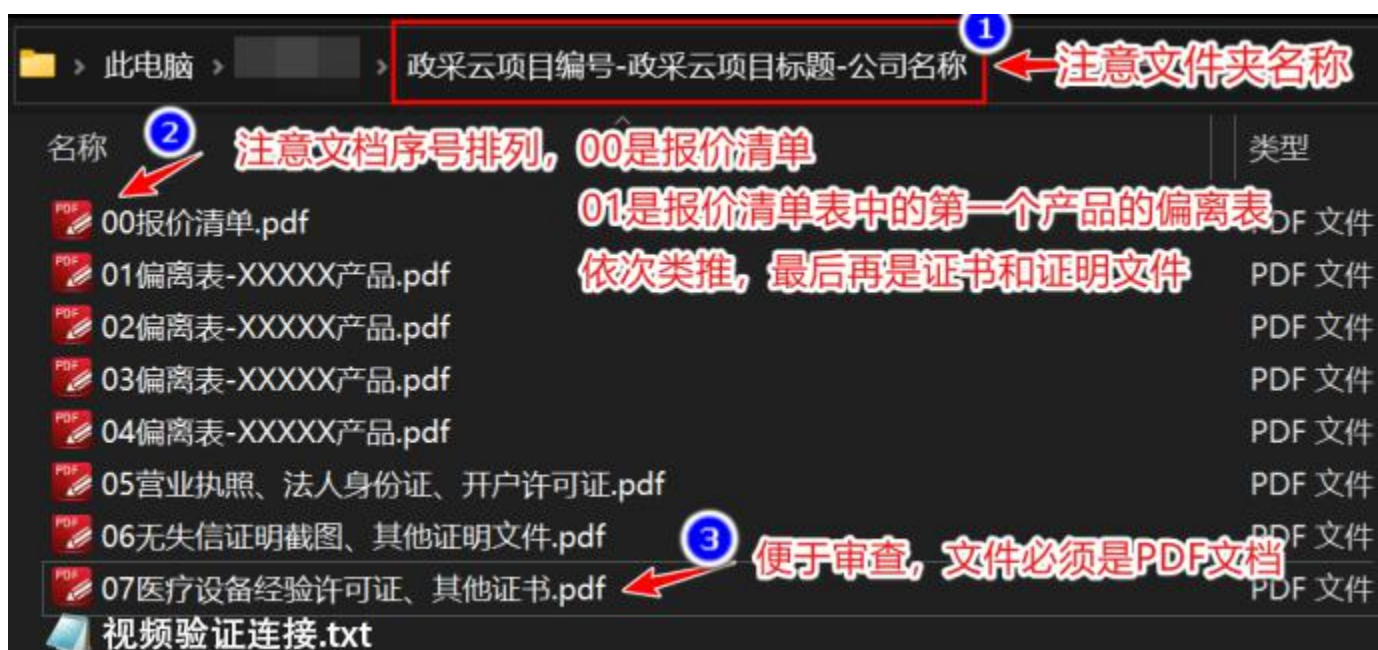 1
此电脑 › › 政采云项目编号-政采云项目标题-公司名称 注意文件夹名称
名称 2 注意文档序号排列，00是报价清单 类型
00报价清单.pdf 01是报价清单表中的第一个产品的偏离表 PDF 文件
01偏离表-XXXXX产品.pdf 依次类推，最后再是证书和证明文件 PDF 文件
02偏离表-XXXXX产品.pdf PDF 文件
03偏离表-XXXXX产品.pdf PDF 文件
04偏离表-XXXXX产品.pdf PDF 文件
05营业执照、法人身份证、开户许可证.pdf PDF 文件
06无失信证明截图、其他证明文件.pdf 3 便于审查，文件必须是PDF文档 PDF 文件
07医疗设备经验许可证、其他证书.pdf PDF 文件
视频验证连接.txt